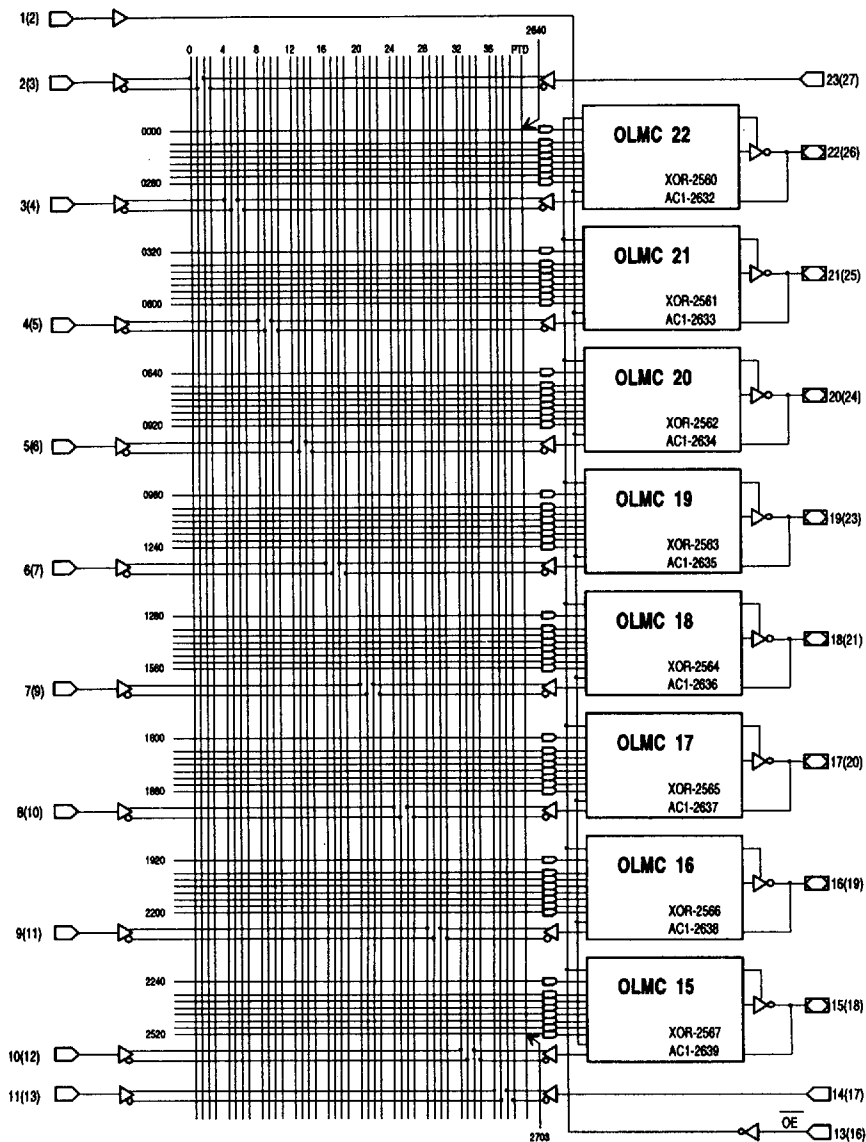 1(2)
2640
0 4 8 12 16 20 24 28 32 36 PTD
2(3)
23(27)
0000
OLMC 22
22(26)
0280
XOR-2560
AC1-2632
3(4)
0320
OLMC 21
21(25)
0600
XOR-2561
AC1-2633
4(5)
0640
OLMC 20
20(24)
0920
XOR-2562
AC1-2634
5(6)
0960
OLMC 19
19(23)
1240
XOR-2563
AC1-2635
6(7)
1280
OLMC 18
18(21)
1560
XOR-2564
AC1-2636
7(9)
1600
OLMC 17
17(20)
1880
XOR-2565
AC1-2637
8(10)
1920
OLMC 16
16(19)
2200
XOR-2566
AC1-2638
9(11)
2240
OLMC 15
15(18)
2520
XOR-2567
AC1-2639
10(12)
11(13)
14(17)
2703
OE
13(16)